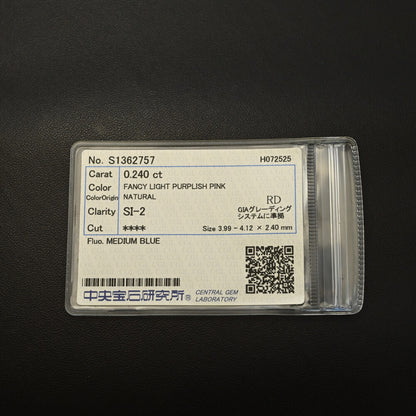 No. S1362757 H072525
Carat 0.240 ct
Color FANCY LIGHT PURPLISH PINK
ColorOrigin NATURAL
Clarity SI-2 RD
GIAグレーディング
システムに準拠
Cut **** Size 3.99 - 4.12 × 2.40 mm
Fluo. MEDIUM BLUE
中央宝石研究所® CENTRAL GEM
LABORATORY